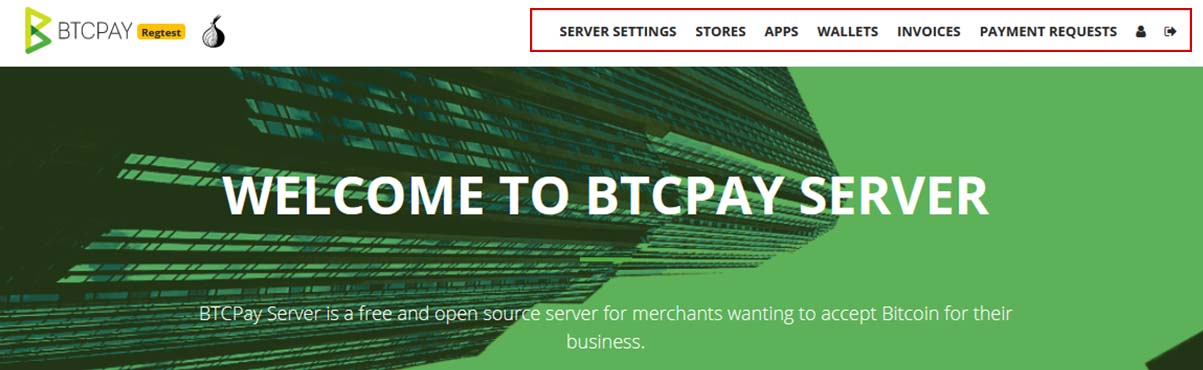 BTCPAY Regtest
SERVER SETTINGS STORES APPS WALLETS INVOICES PAYMENT REQUESTS
WELCOME TO BTCPAY SERVER
BTCPay Server is a free and open source server for merchants wanting to accept Bitcoin for their
business.